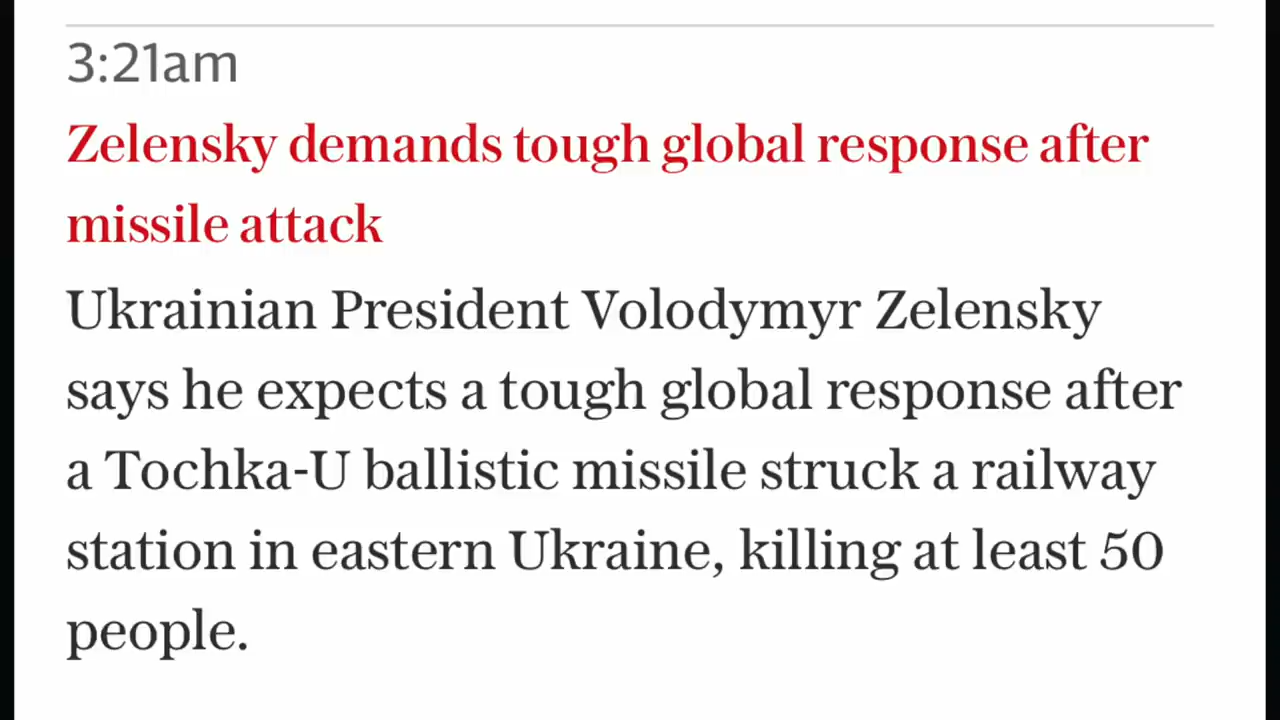 3:21am
Zelensky demands tough global response after
missile attack
Ukrainian President Volodymyr Zelensky
says he expects a tough global response after
a Tochka-U ballistic missile struck a railway
station in eastern Ukraine, killing at least 50
people.